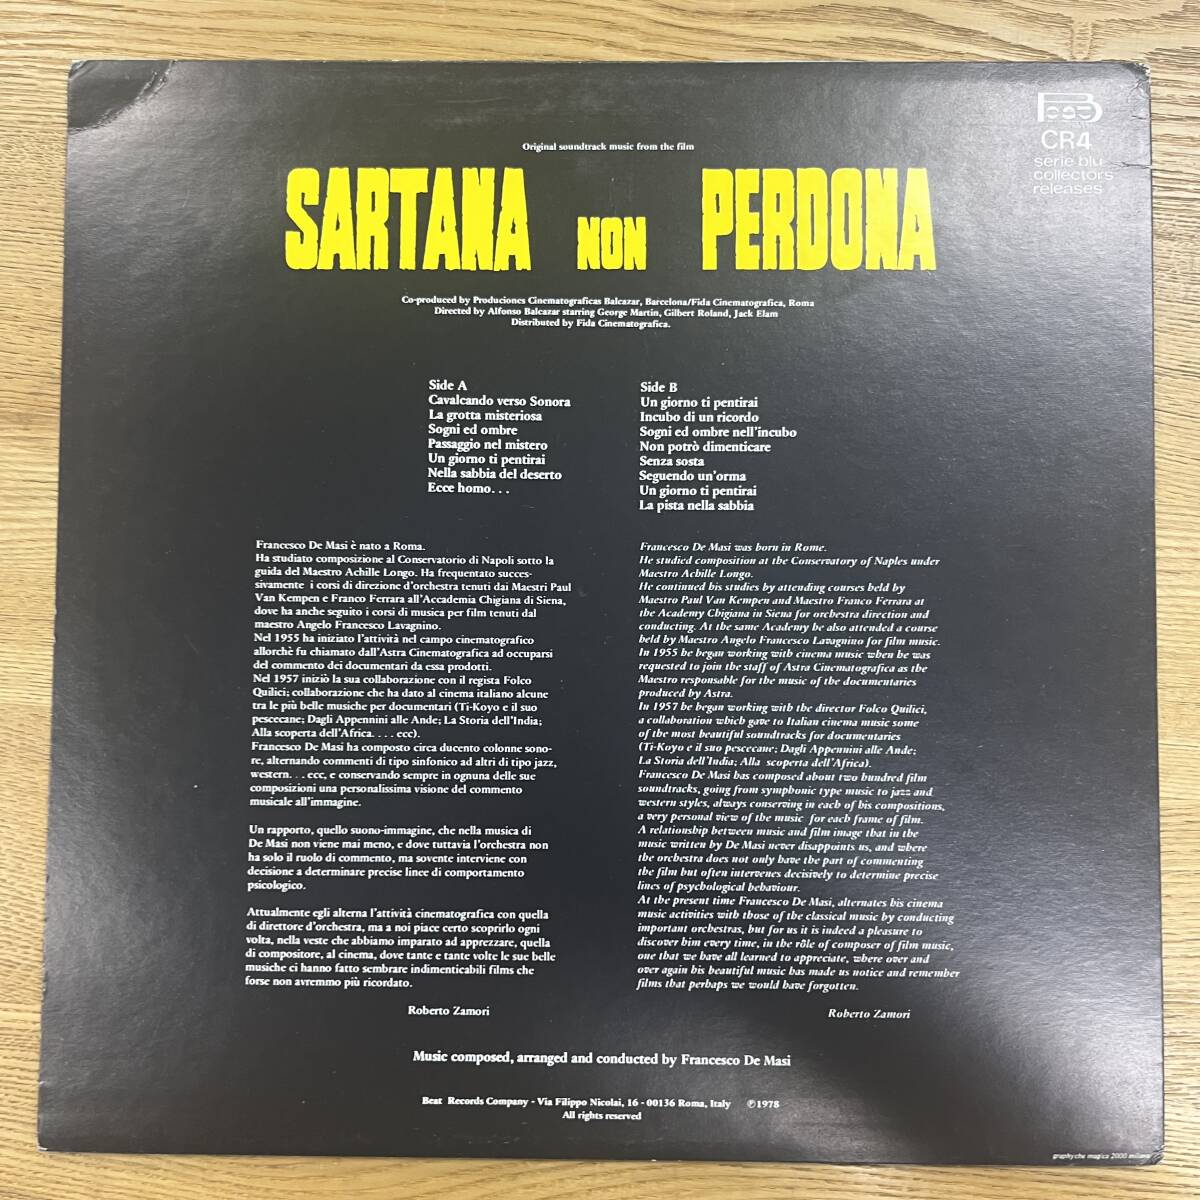 Beat
CR4
serie blu
collectors
releases
Original soundtrack music from the film
SARTANA NON PERDONA
Co-produced by Produciones Cinematograficas Balcazar, Barcelona/Fida Cinematografica, Roma
Directed by Alfonso Balcazar starring George Martin, Gilbert Roland, Jack Elam
Distributed by Fida Cinematografica.
Side A
Cavalcando verso Sonora
La grotta misteriosa
Sogni ed ombre
Passaggio nel mistero
Un giorno ti pentirai
Nella sabbia del deserto
Ecce homo...
Side B
Un giorno ti pentirai
Incubo di un ricordo
Sogni ed ombre nell'incubo
Non potrò dimenticare
Senza sosta
Seguendo un'orma
Un giorno ti pentirai
La pista nella sabbia
Francesco De Masi è nato a Roma.
Ha studiato composizione al Conservatorio di Napoli sotto la
guida del Maestro Achille Longo. Ha frequentato succes-
sivamente i corsi di direzione d'orchestra tenuti dai Maestri Paul
Van Kempen e Franco Ferrara all'Accademia Chigiana di Siena,
dove ha anche seguito i corsi di musica per film tenuti dal
maestro Angelo Francesco Lavagnino.
Nel 1955 ha iniziato l'attività nel campo cinematografico
allorchè fu chiamato dall'Astra Cinematografica ad occuparsi
del commento dei documentari da essa prodotti.
Nel 1957 iniziò la sua collaborazione con il regista Folco
Quilici; collaborazione che ha dato al cinema italiano alcune
tra le più belle musiche per documentari (Ti-Koyo e il suo
pescecane; Dagli Appennini alle Ande; La Storia dell'India;
Alla scoperta dell'Africa.... ecc).
Francesco De Masi ha composto circa ducento colonne sono-
re, alternando commenti di tipo sinfonico ad altri di tipo jazz,
western... ecc, e conservando sempre in ognuna delle sue
composizioni una personalissima visione del commento
musicale all'immagine.
Un rapporto, quello suono-immagine, che nella musica di
De Masi non viene mai meno, e dove tuttavia l'orchestra non
ha solo il ruolo di commento, ma sovente interviene con
decisione a determinare precise lince di comportamento
psicologico.
Attualmente egli alterna l'attività cinematografica con quella
di direttore d'orchestra, ma a noi piace certo scoprirlo ogni
volta, nella veste che abbiamo imparato ad apprezzare, quella
di compositore, al cinema, dove tante e tante volte le sue belle
musiche ci hanno fatto sembrare indimenticabili films che
forse non avremmo più ricordato.
Roberto Zamori
Francesco De Masi was born in Rome.
He studied composition at the Conservatory of Naples under
Maestro Achille Longo.
He continued his studies by attending courses held by
Maestro Paul Van Kempen and Maestro Franco Ferrara at
the Academy Chigiana in Siena for orchestra direction and
conducting. At the same Academy he also attended a course
held by Maestro Angelo Francesco Lavagnino for film music.
In 1955 he began working with cinema music when he was
requested to join the staff of Astra Cinematografica as the
Maestro responsable for the music of the documentaries
produced by Astra.
In 1957 he began working with the director Folco Quilici,
a collaboration which gave to Italian cinema music some
of the most beautiful soundtracks for documentaries
(Ti-Koyo e il suo pescecane; Dagli Appennini alle Ande;
La Storia dell'India; Alla scoperta dell'Africa).
Francesco De Masi has composed about two hundred film
soundtracks, going from symphonic type music to jazz and
western styles, always conserving in each of his compositions,
a very personal view of the music for each frame of film.
A relationship between music and film image that in the
music written by De Masi never disappoints us, and where
the orchestra does not only have the part of commenting
the film but often intervenes decisively to determine precise
lines of psychological behaviour.
At the present time Francesco De Masi, alternates his cinema
music activities with those of the classical music by conducting
important orchestras, but for us it is indeed a pleasure to
discover him every time, in the rôle of composer of film music,
one that we have all learned to appreciate, where over and
over again his beautiful music has made us notice and remember
films that perhaps we would have forgotten.
Roberto Zamori
Music composed, arranged and conducted by Francesco De Masi
Beat Records Company - Via Filippo Nicolai, 16 - 00136 Roma, Italy ℗1978
All rights reserved
graphyche magica 2000 milano